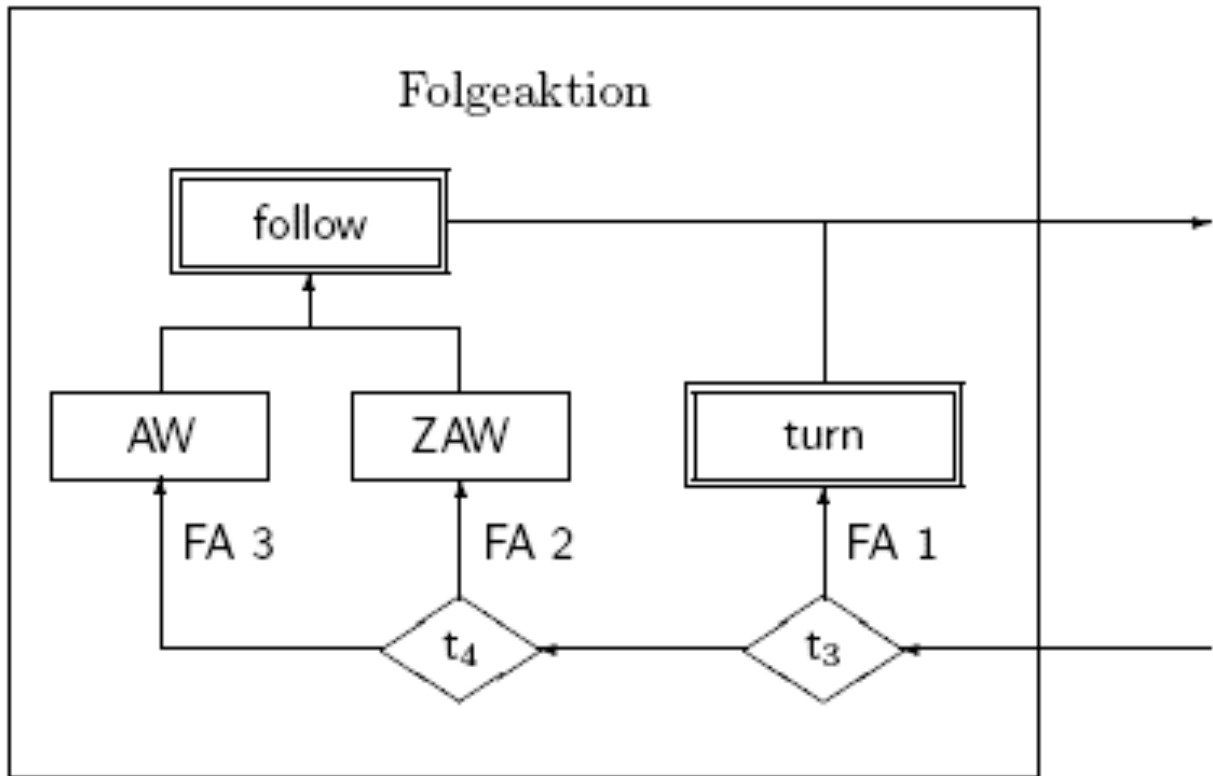 Folgeaktion
follow
AW
ZAW
turn
FA 3
FA 2
FA 1
t₄
t₃